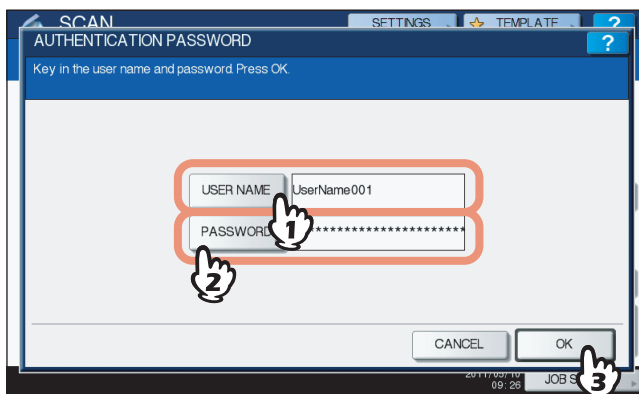 SCAN
SETTINGS
TEMPLATE
?
AUTHENTICATION PASSWORD
?
Key in the user name and password. Press OK.
USER NAME
UserName001
1
PASSWORD
**********************
2
CANCEL
OK
3
09:26
JOB S